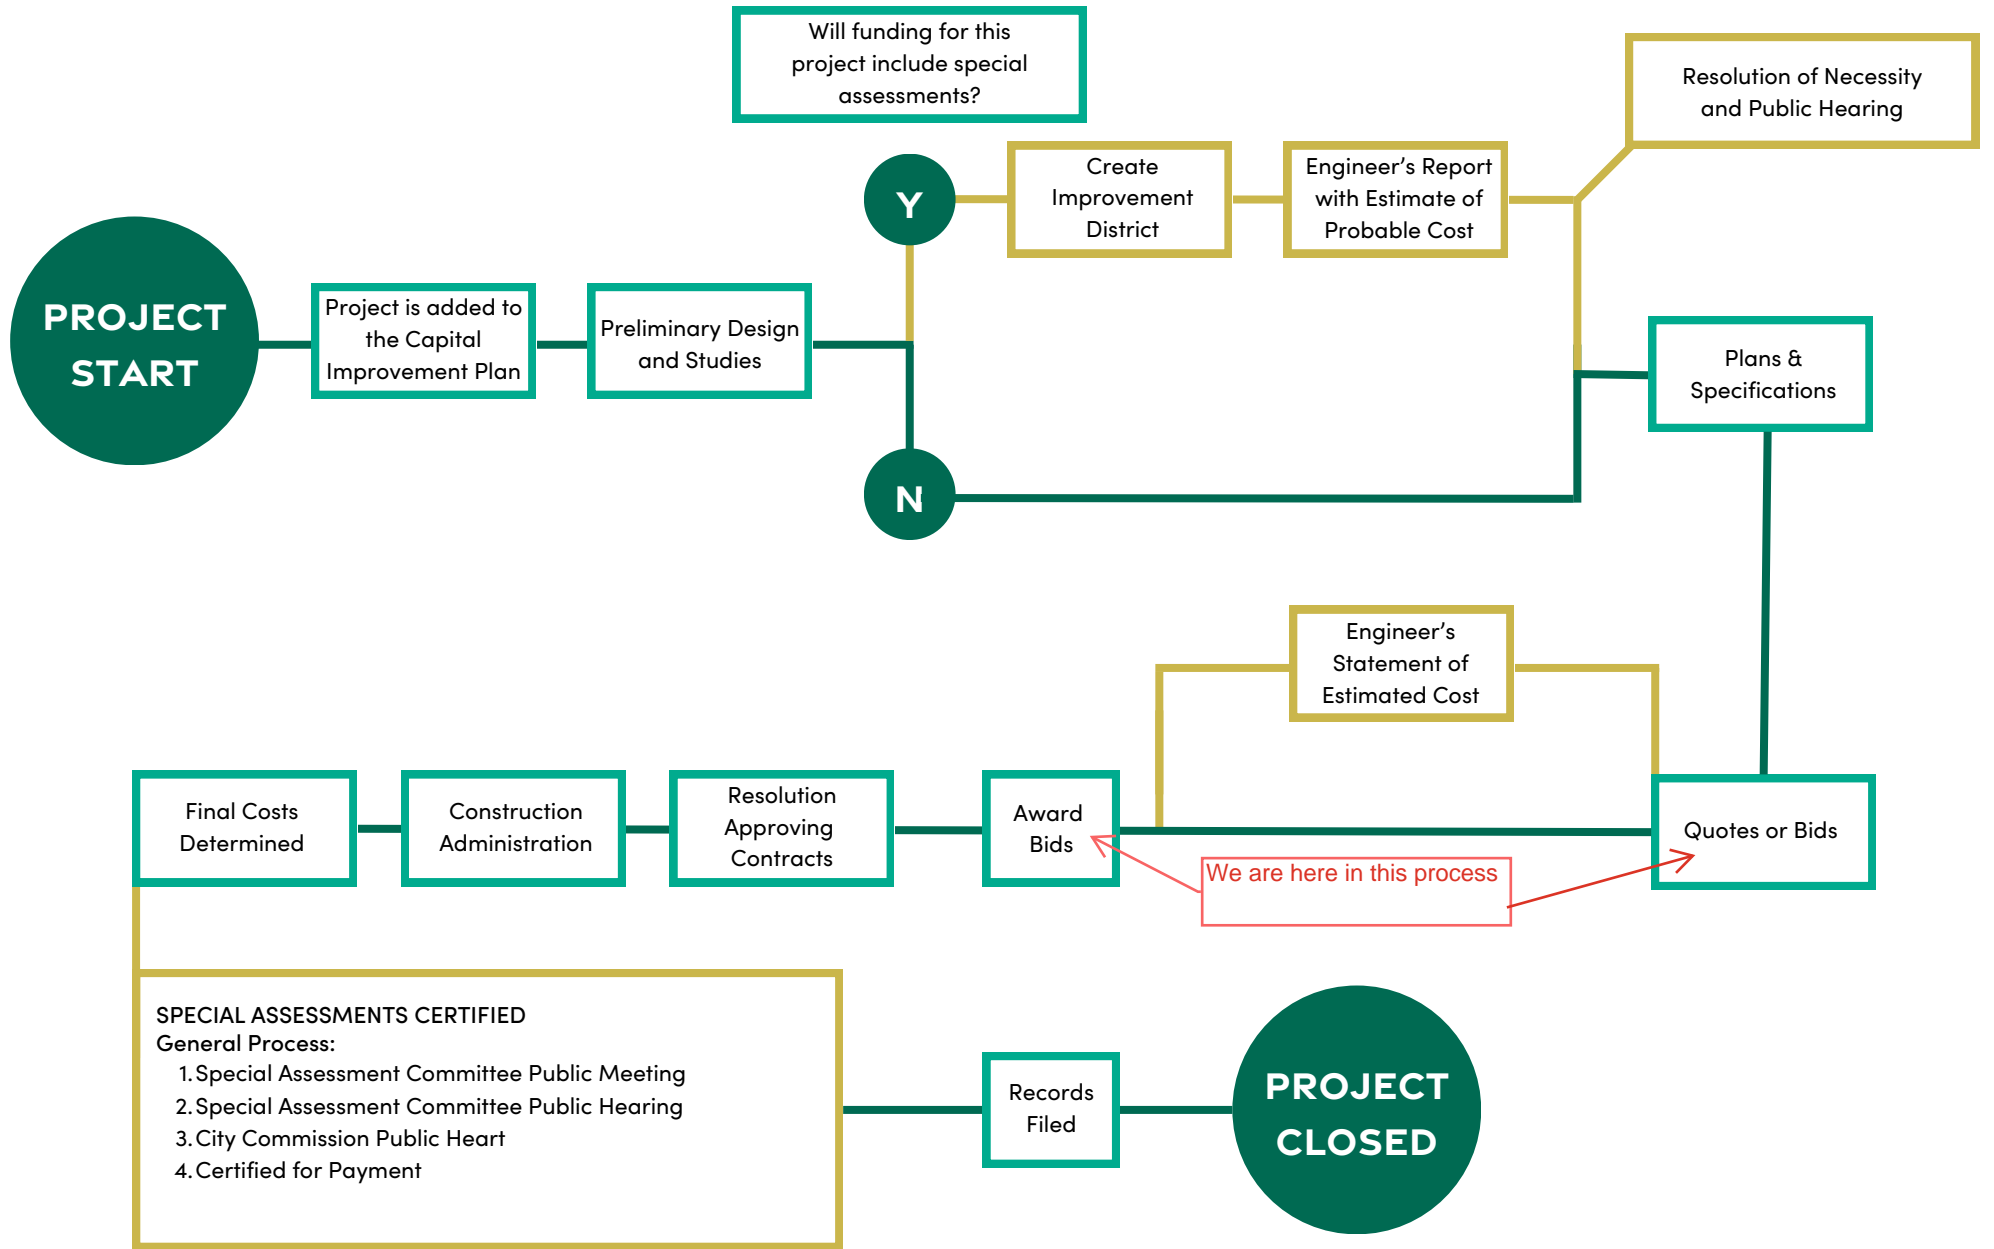 Will funding for this
project include special
assessments?
Resolution of Necessity
and Public Hearing
Y
Create
Improvement
District
Engineer’s Report
with Estimate of
Probable Cost
PROJECT
START
Project is added to
the Capital
Improvement Plan
Preliminary Design
and Studies
N
Plans &
Specifications
Engineer’s
Statement of
Estimated Cost
Quotes or Bids
We are here in this process
Award
Bids
Resolution
Approving
Contracts
Construction
Administration
Final Costs
Determined
SPECIAL ASSESSMENTS CERTIFIED
General Process:
1. Special Assessment Committee Public Meeting
2. Special Assessment Committee Public Hearing
3. City Commission Public Heart
4. Certified for Payment
Records
Filed
PROJECT
CLOSED